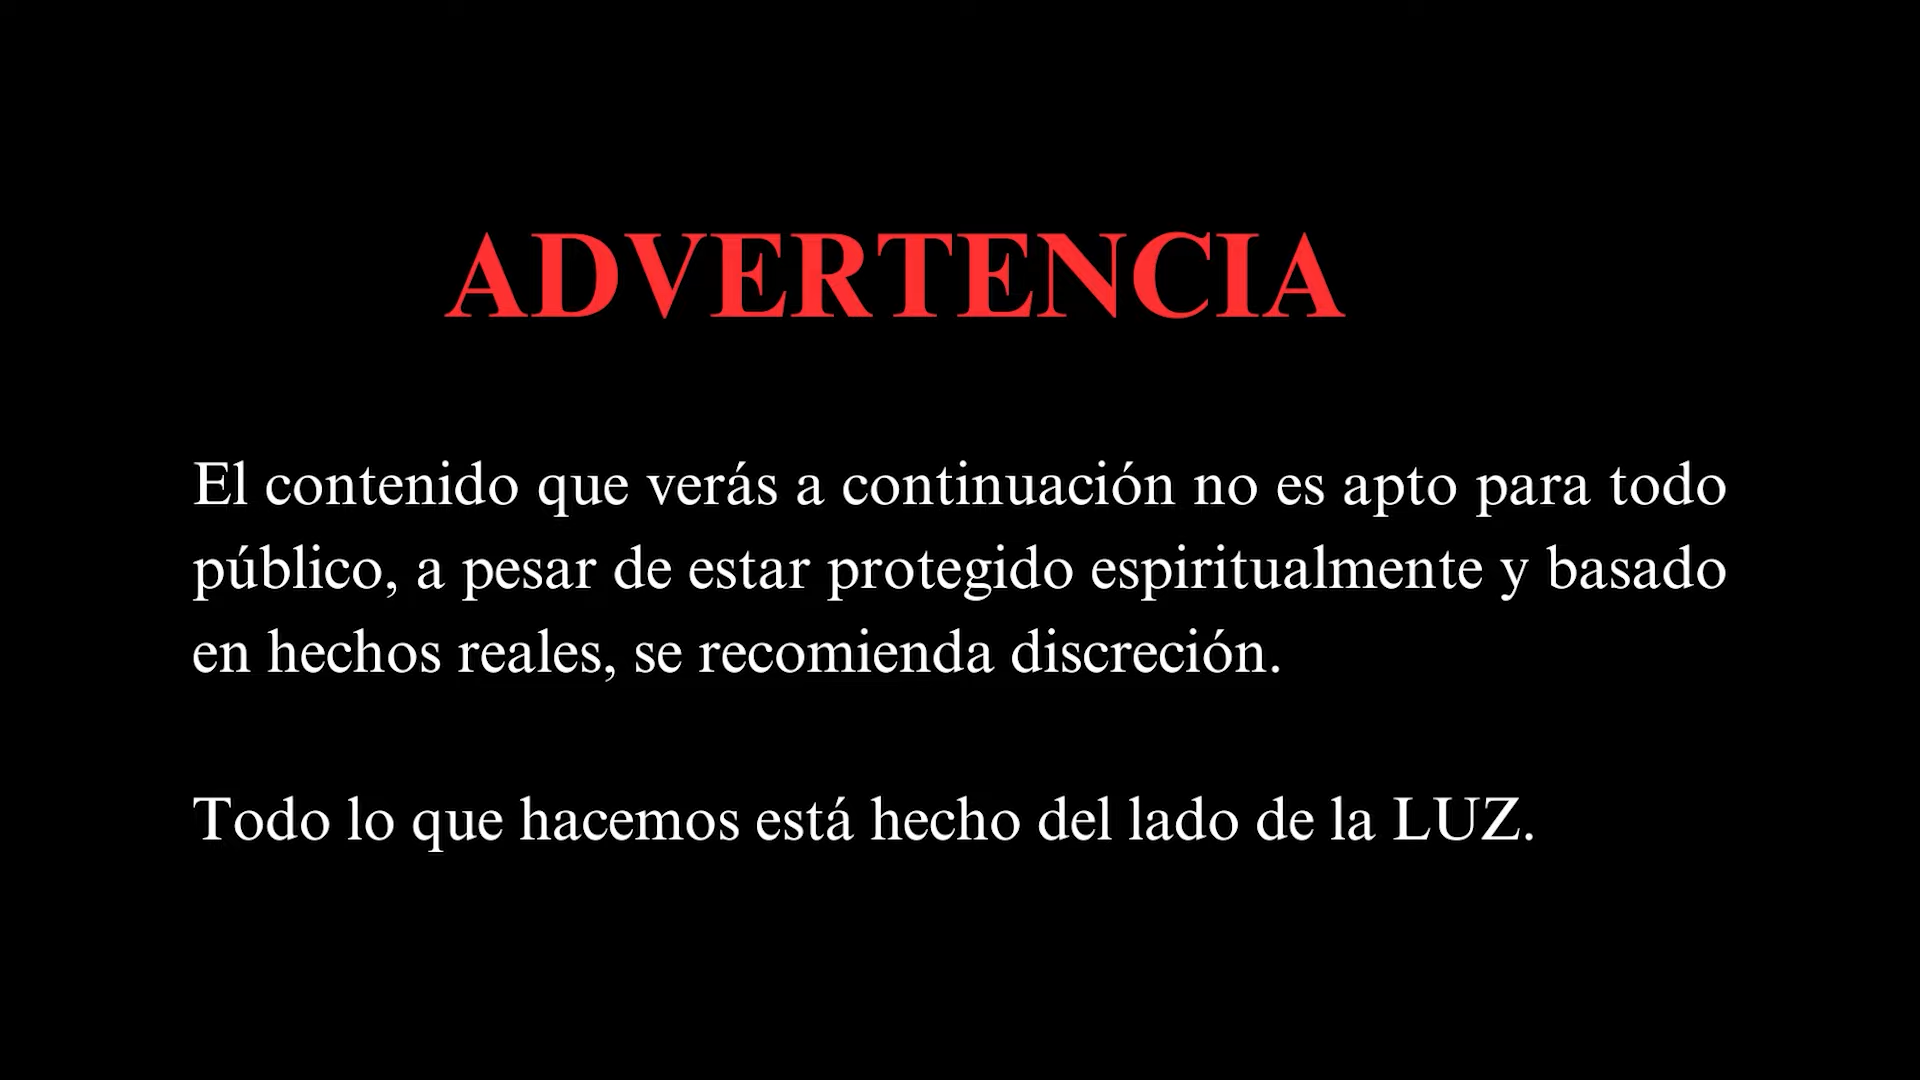 ADVERTENCIA
El contenido que verás a continuación no es apto para todo
público, a pesar de estar protegido espiritualmente y basado
en hechos reales, se recomienda discreción.
Todo lo que hacemos está hecho del lado de la LUZ.